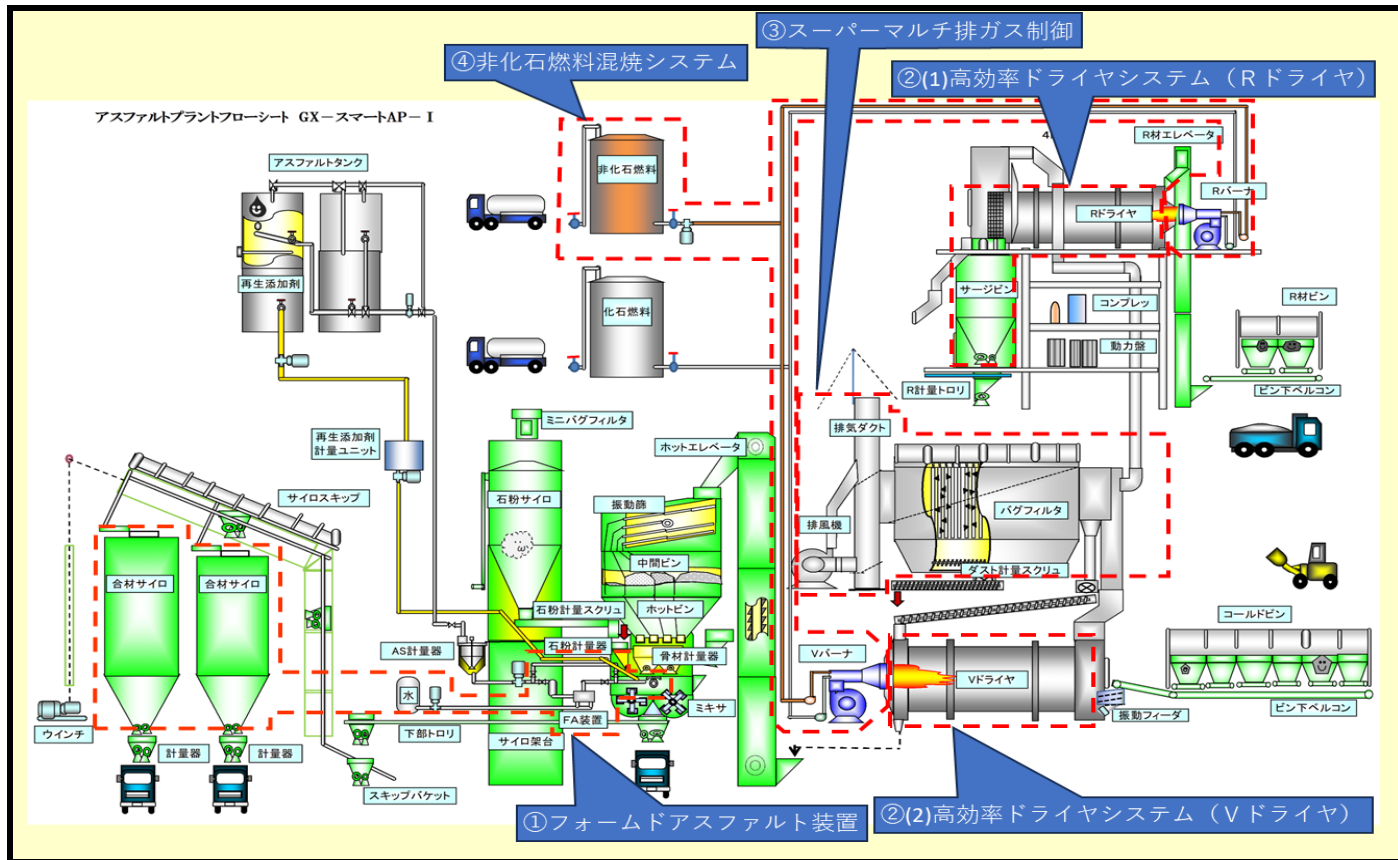 ③スーパーマルチ排ガス制御
④非化石燃料混焼システム
②(1)高効率ドライヤシステム（Ｒドライヤ）
アスファルトプラントフローシート GX－スマートAP－Ⅰ
アスファルトタンク
非化石燃料
R材エレベータ
Rバーナ
Rドライヤ
再生添加剤
化石燃料
サージビン
コンプレッ
R材ビン
動力盤
R計量トロリ
ビン下ベルコン
ミニバグフィルタ
排気ダクト
再生添加剤
計量ユニット
ホットエレベータ
サイロスキップ
石粉サイロ
振動篩
排風機
バグフィルタ
中間ビン
ダスト計量スクリュ
合材サイロ
合材サイロ
石粉計量スクリュ
ホットビン
コールドビン
AS計量器
石粉計量器
骨材計量器
Vバーナ
Vドライヤ
水
ミキサ
振動フィーダ
ビン下ベルコン
ウインチ
下部トロリ
FA装置
計量器
計量器
サイロ架台
スキップバケット
①フォームドアスファルト装置
②(2)高効率ドライヤシステム（Ｖドライヤ）